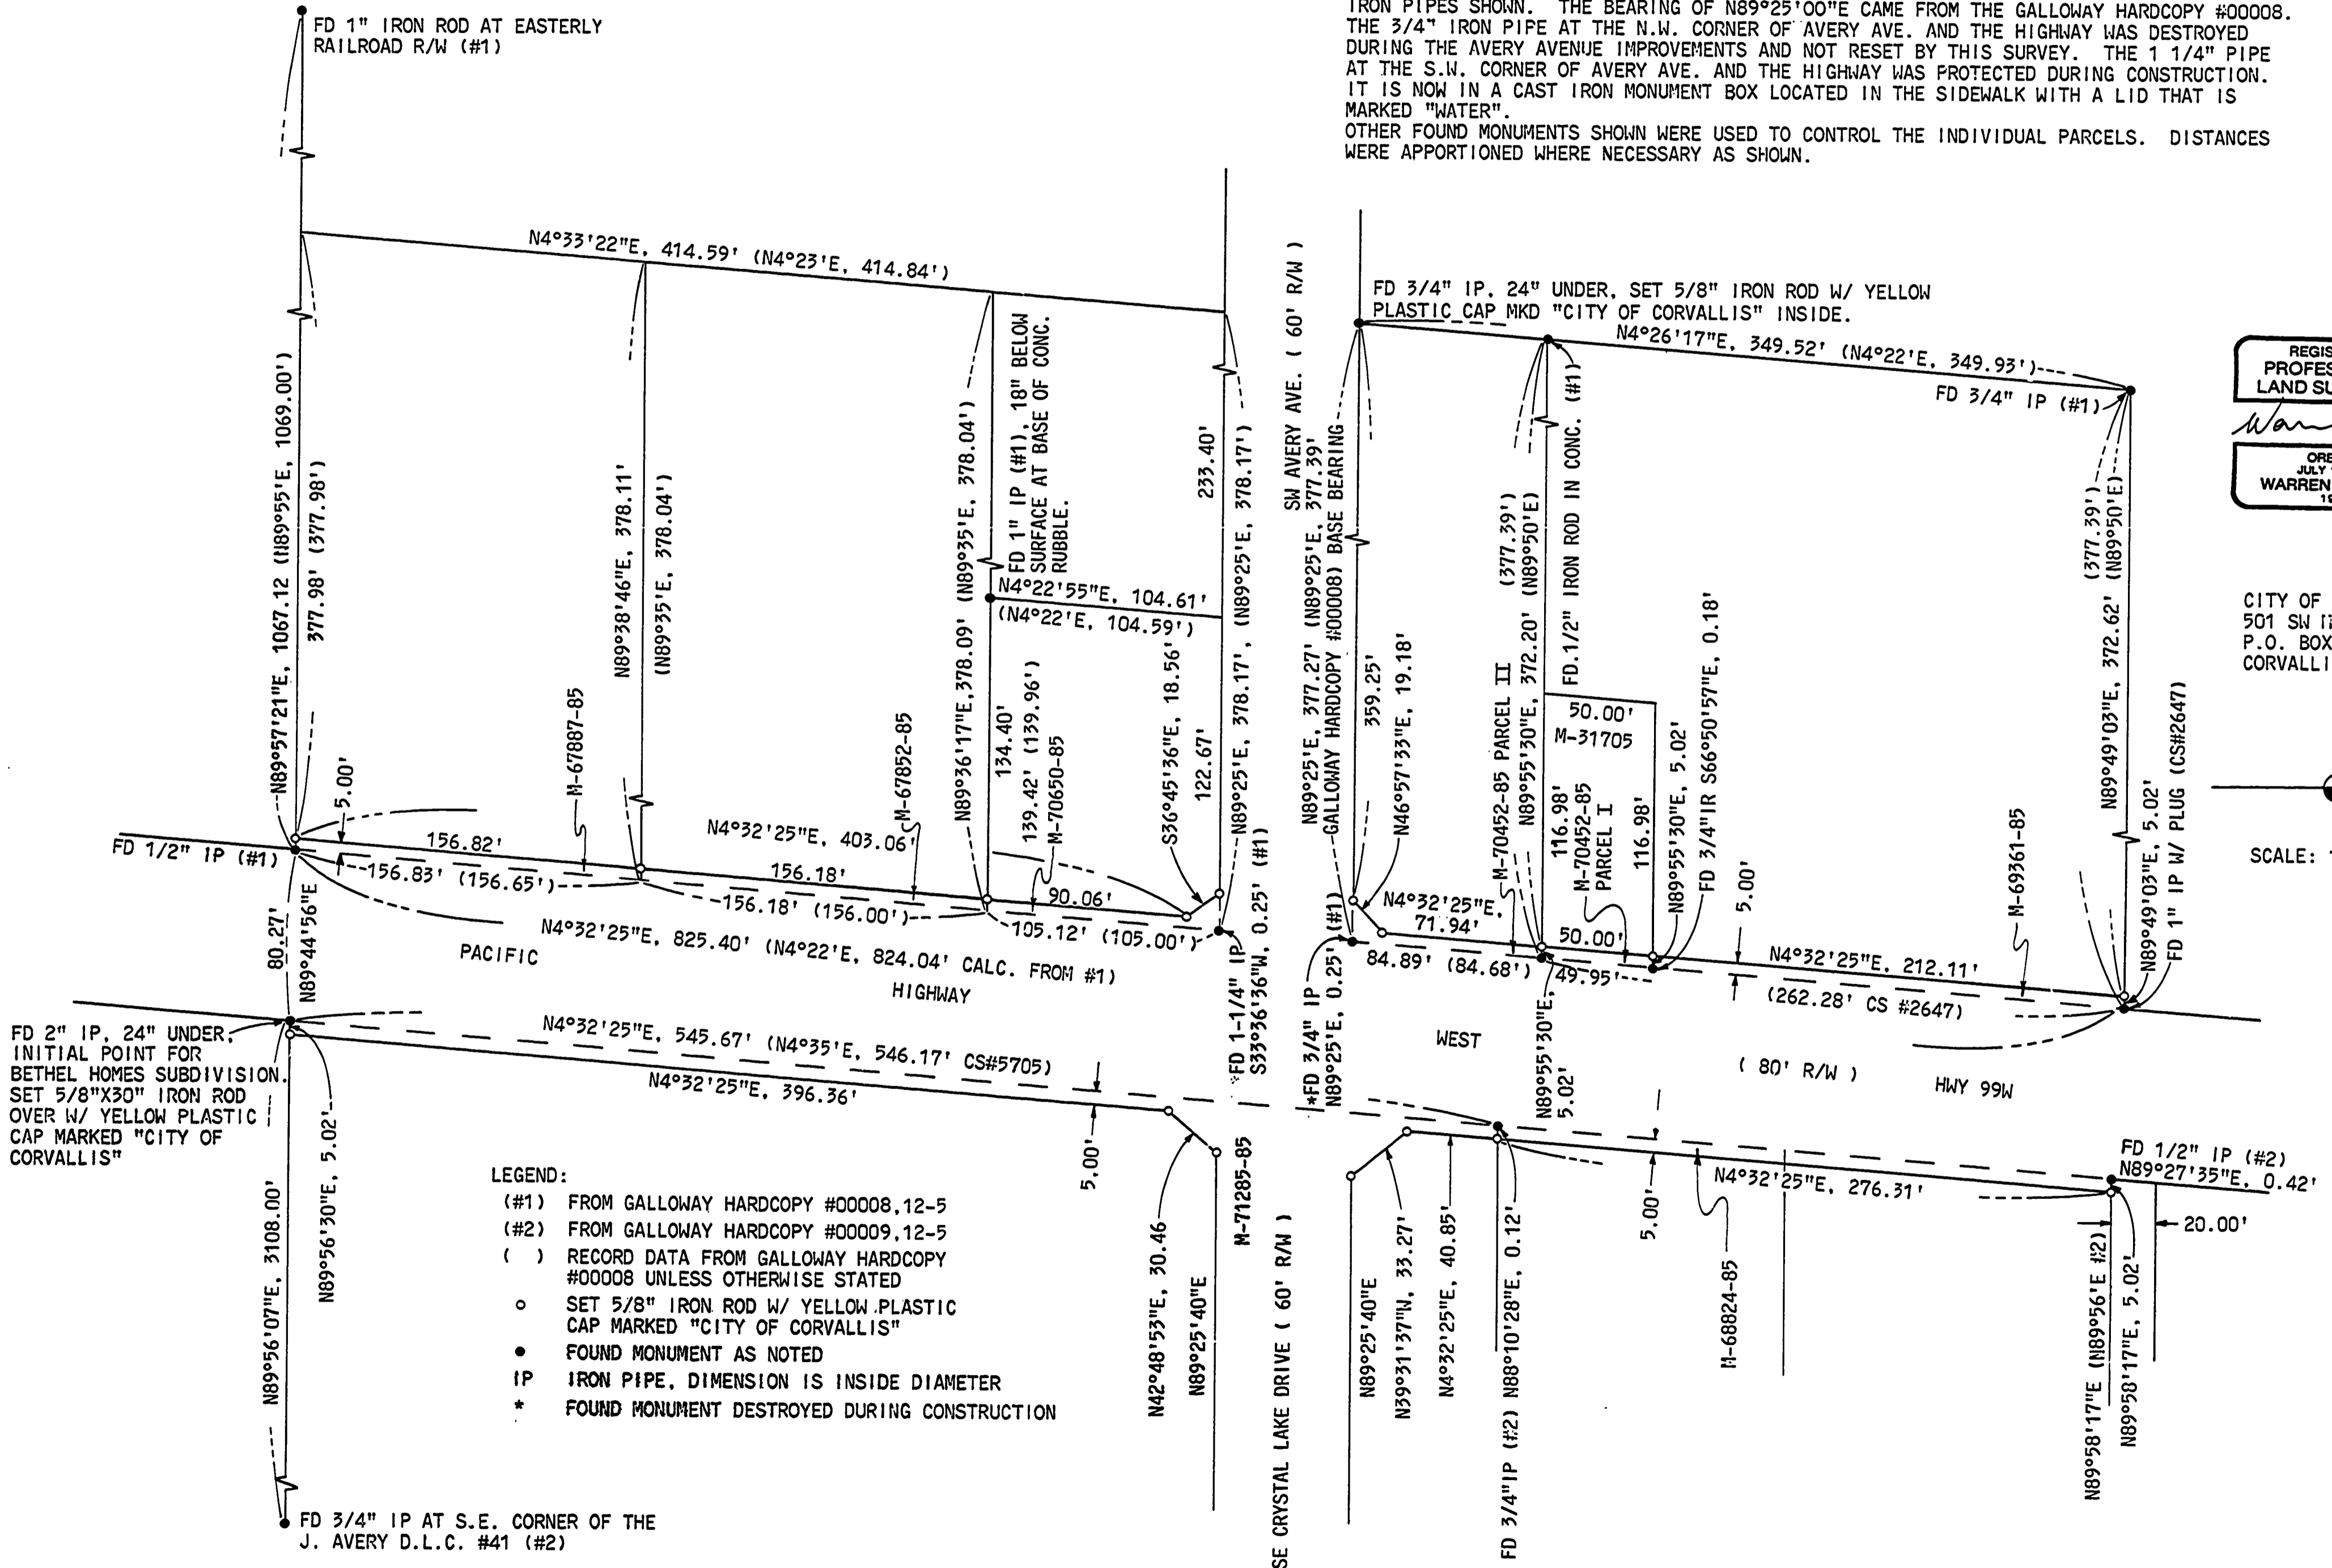 IRON PIPES SHOWN. THE BEARING OF N89°25'00"E CAME FROM THE GALLOWAY HARDCOPY #00008.
THE 3/4" IRON PIPE AT THE N.W. CORNER OF AVERY AVE. AND THE HIGHWAY WAS DESTROYED
DURING THE AVERY AVENUE IMPROVEMENTS AND NOT RESET BY THIS SURVEY. THE 1 1/4" PIPE
AT THE S.W. CORNER OF AVERY AVE. AND THE HIGHWAY WAS PROTECTED DURING CONSTRUCTION.
IT IS NOW IN A CAST IRON MONUMENT BOX LOCATED IN THE SIDEWALK WITH A LID THAT IS
MARKED "WATER".
OTHER FOUND MONUMENTS SHOWN WERE USED TO CONTROL THE INDIVIDUAL PARCELS. DISTANCES
WERE APPORTIONED WHERE NECESSARY AS SHOWN.
FD 1" IRON ROD AT EASTERLY
RAILROAD R/W (#1)
N4°33'22"E, 414.59' (N4°23'E, 414.84')
N89°57'21"E, 1067.12 (N89°55'E, 1069.00')
377.98' (377.98')
N89°38'46"E, 378.11'
(N89°35'E, 378.04')
N89°36'17"E,378.09' (N89°35'E, 378.04')
FD 1" IP (#1), 18" BELOW
SURFACE AT BASE OF CONC.
RUBBLE.
N4°22'55"E, 104.61'
(N4°22'E, 104.59')
134.40'
139.42' (139.96')
M-70650-85
233.40'
122.67'
S36°45'36"E, 18.56'
N89°25'E, 378.17', (N89°25'E, 378.17')
5.00'
M-67887-85
M-67852-85
156.82'
N4°32'25"E, 403.06'
156.18'
90.06'
FD 1/2" IP (#1)
156.83' (156.65')
156.18' (156.00')
105.12' (105.00')
N4°32'25"E, 825.40' (N4°22'E, 824.04' CALC. FROM #1)
PACIFIC
HIGHWAY
WEST
( 80' R/W )
HWY 99W
80.27'
N89°44'56"E
*FD 1-1/4" IP
S33°36'36"W, 0.25' (#1)
SW AVERY AVE. ( 60' R/W )
N89°25'E, 377.27' (N89°25'E, 377.39'
GALLOWAY HARDCOPY #00008) BASE BEARING
*FD 3/4" IP
N89°25'E, 0.25' (#1)
FD 3/4" IP, 24" UNDER, SET 5/8" IRON ROD W/ YELLOW
PLASTIC CAP MKD "CITY OF CORVALLIS" INSIDE.
N4°26'17"E, 349.52' (N4°22'E, 349.93')
FD 3/4" IP (#1)
359.25'
N46°57'33"E, 19.18'
N4°32'25"E,
71.94'
84.89' (84.68')
M-70452-85 PARCEL II
N89°55'30"E, 372.20' (N89°50'E)
(377.39')
FD.1/2" IRON ROD IN CONC. (#1)
50.00'
M-31705
116.98'
M-70452-85
PARCEL I
116.98'
50.00'
49.95'
N89°55'30"E, 5.02'
FD 3/4"IR S66°50'57"E, 0.18'
N89°55'30"E,
5.02'
5.00'
N4°32'25"E, 212.11'
(262.28' CS #2647)
M-69361-85
N89°49'03"E, 372.62' (N89°50'E)
(377.39')
N89°49'03"E, 5.02'
FD 1" IP W/ PLUG (CS#2647)
REGIS
PROFES
LAND SU
ORE
JULY
WARREN
19
CITY OF
501 SW
P.O. BOX
CORVALLI
SCALE:
FD 2" IP, 24" UNDER,
INITIAL POINT FOR
BETHEL HOMES SUBDIVISION.
SET 5/8"X30" IRON ROD
OVER W/ YELLOW PLASTIC
CAP MARKED "CITY OF
CORVALLIS"
N4°32'25"E, 545.67' (N4°35'E, 546.17' CS#5705)
N4°32'25"E, 396.36'
5.00'
N89°56'30"E, 5.02'
N89°56'07"E, 3108.00'
FD 3/4" IP AT S.E. CORNER OF THE
J. AVERY D.L.C. #41 (#2)
LEGEND:
(#1) FROM GALLOWAY HARDCOPY #00008,12-5
(#2) FROM GALLOWAY HARDCOPY #00009,12-5
( ) RECORD DATA FROM GALLOWAY HARDCOPY
#00008 UNLESS OTHERWISE STATED
o SET 5/8" IRON ROD W/ YELLOW PLASTIC
CAP MARKED "CITY OF CORVALLIS"
● FOUND MONUMENT AS NOTED
IP IRON PIPE, DIMENSION IS INSIDE DIAMETER
* FOUND MONUMENT DESTROYED DURING CONSTRUCTION
N42°48'53"E, 30.46
N89°25'40"E
M-71285-85
SE CRYSTAL LAKE DRIVE ( 60' R/W )
N89°25'40"E
N39°31'37"W, 33.27'
N4°32'25"E, 40.85'
FD 3/4"IP (#2) N88°10'28"E, 0.12'
5.00'
M-68824-85
N4°32'25"E, 276.31'
FD 1/2" IP (#2)
N89°27'35"E, 0.42'
20.00'
N89°58'17"E (N89°56'E #2)
N89°58'17"E, 5.02'